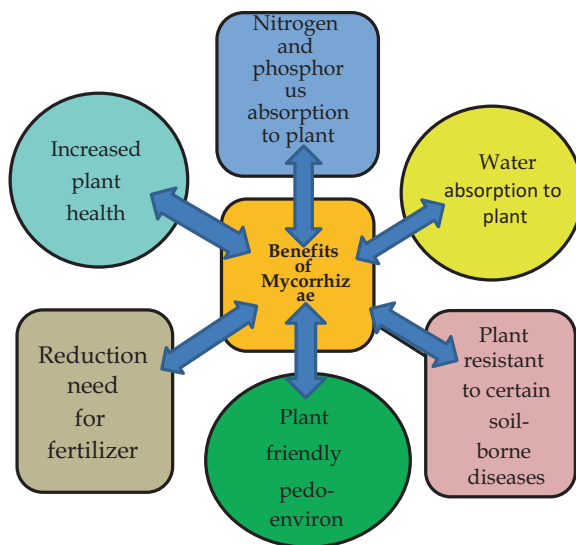 Nitrogen
and
phosphor
us
absorption
to plant
Increased
plant
health
Water
absorption to
plant
Benefits
of
Mycorrhiz
ae
Reduction
need
for
fertilizer
Plant
friendly
pedo-
environ
Plant
resistant
to certain
soil-
borne
diseases